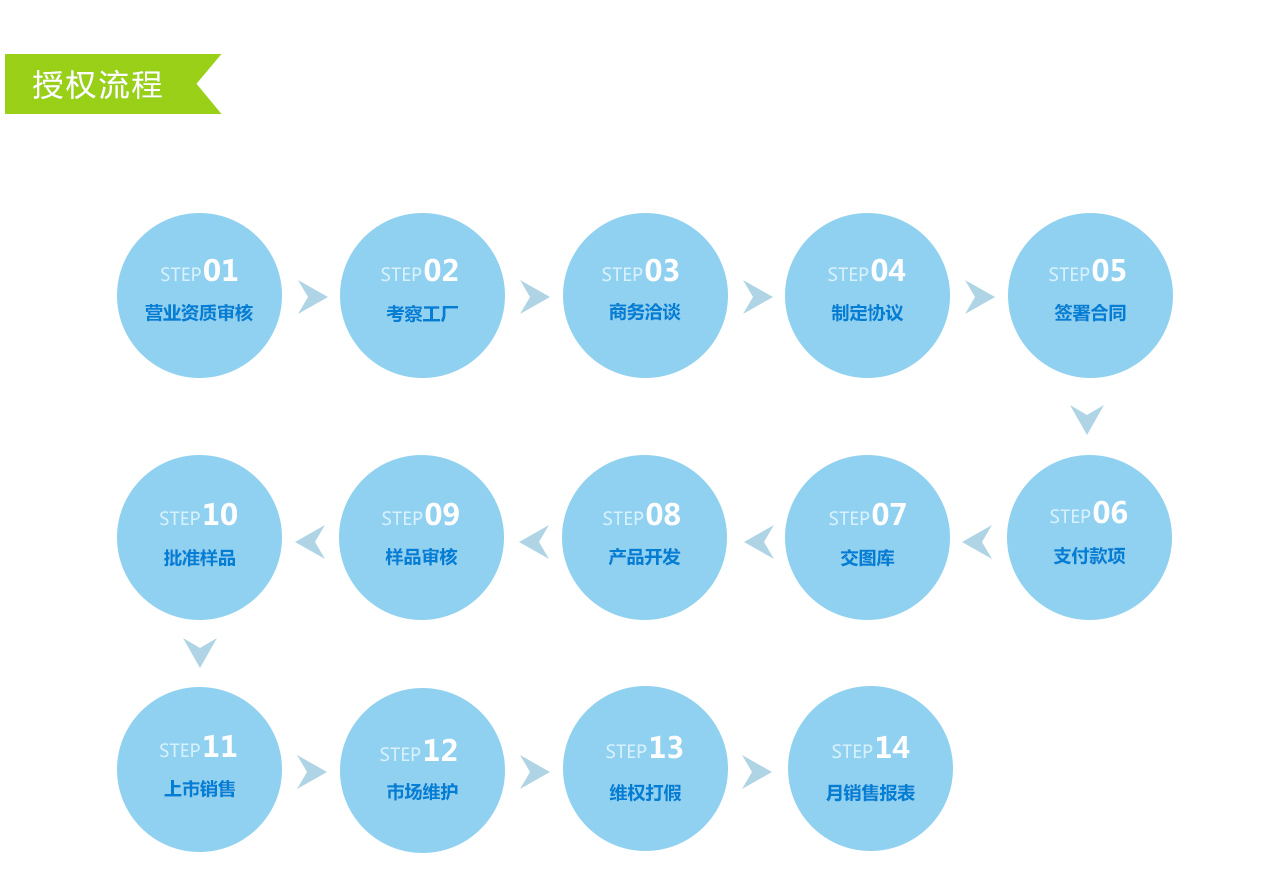 授权流程
STEP01
营业资质审核
STEP02
考察工厂
STEP03
商务洽谈
STEP04
制定协议
STEP05
签署合同
STEP06
支付款项
STEP07
交图库
STEP08
产品开发
STEP09
样品审核
STEP10
批准样品
STEP11
上市销售
STEP12
市场维护
STEP13
维权打假
STEP14
月销售报表